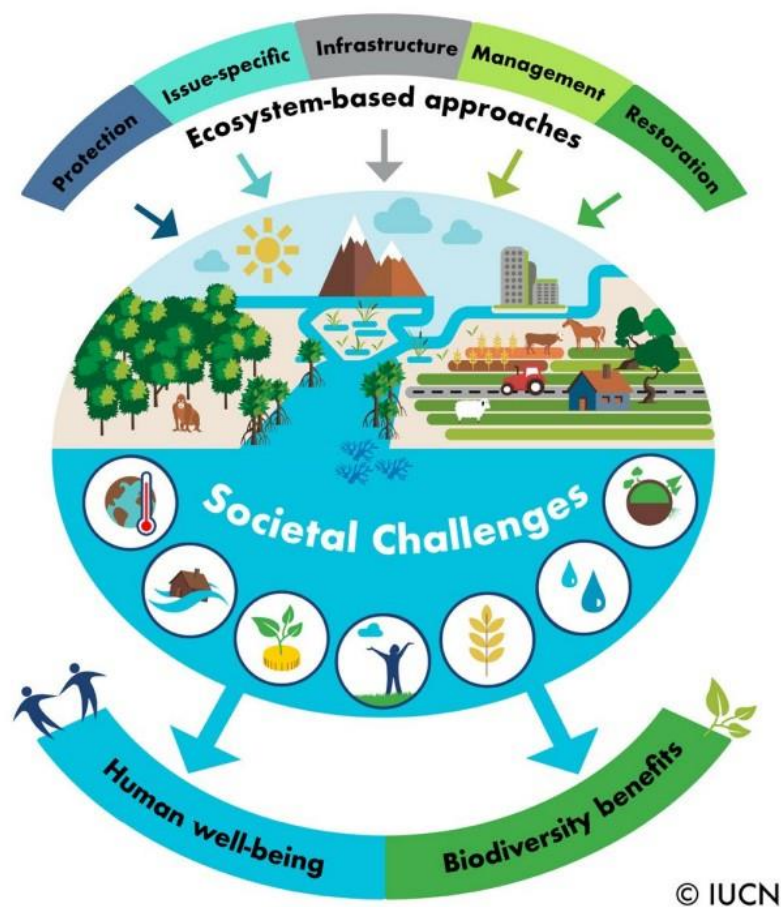 Protection
Issue-specific
Infrastructure
Management
Restoration
Ecosystem-based approaches
Societal Challenges
Human well-being
Biodiversity benefits
© IUCN